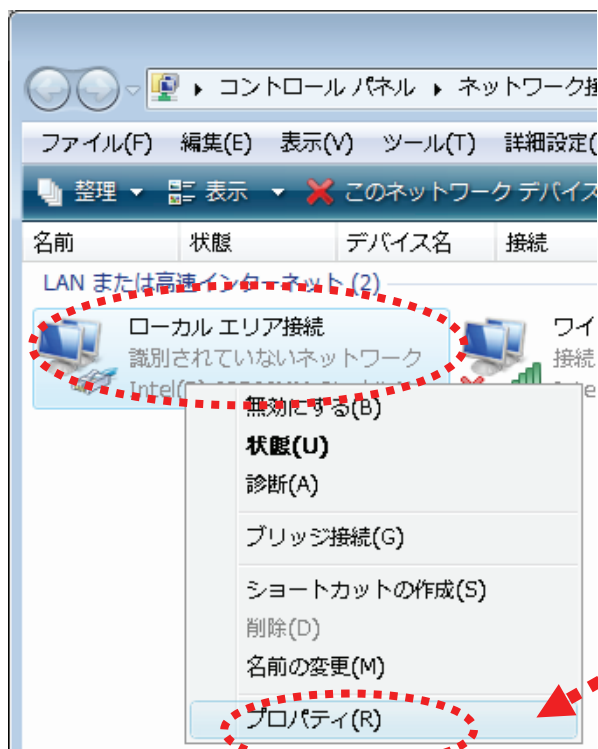 コントロール パネル ▸ ネットワーク接
ファイル(F) 編集(E) 表示(V) ツール(T) 詳細設定(
整理 表示 このネットワーク デバイス
名前 状態 デバイス名 接続
LAN または高速インターネット (2)
ローカル エリア接続
識別されていないネットワーク
ワイ
接続
無効にする(B)
状態(U)
診断(A)
ブリッジ接続(G)
ショートカットの作成(S)
削除(D)
名前の変更(M)
プロパティ(R)